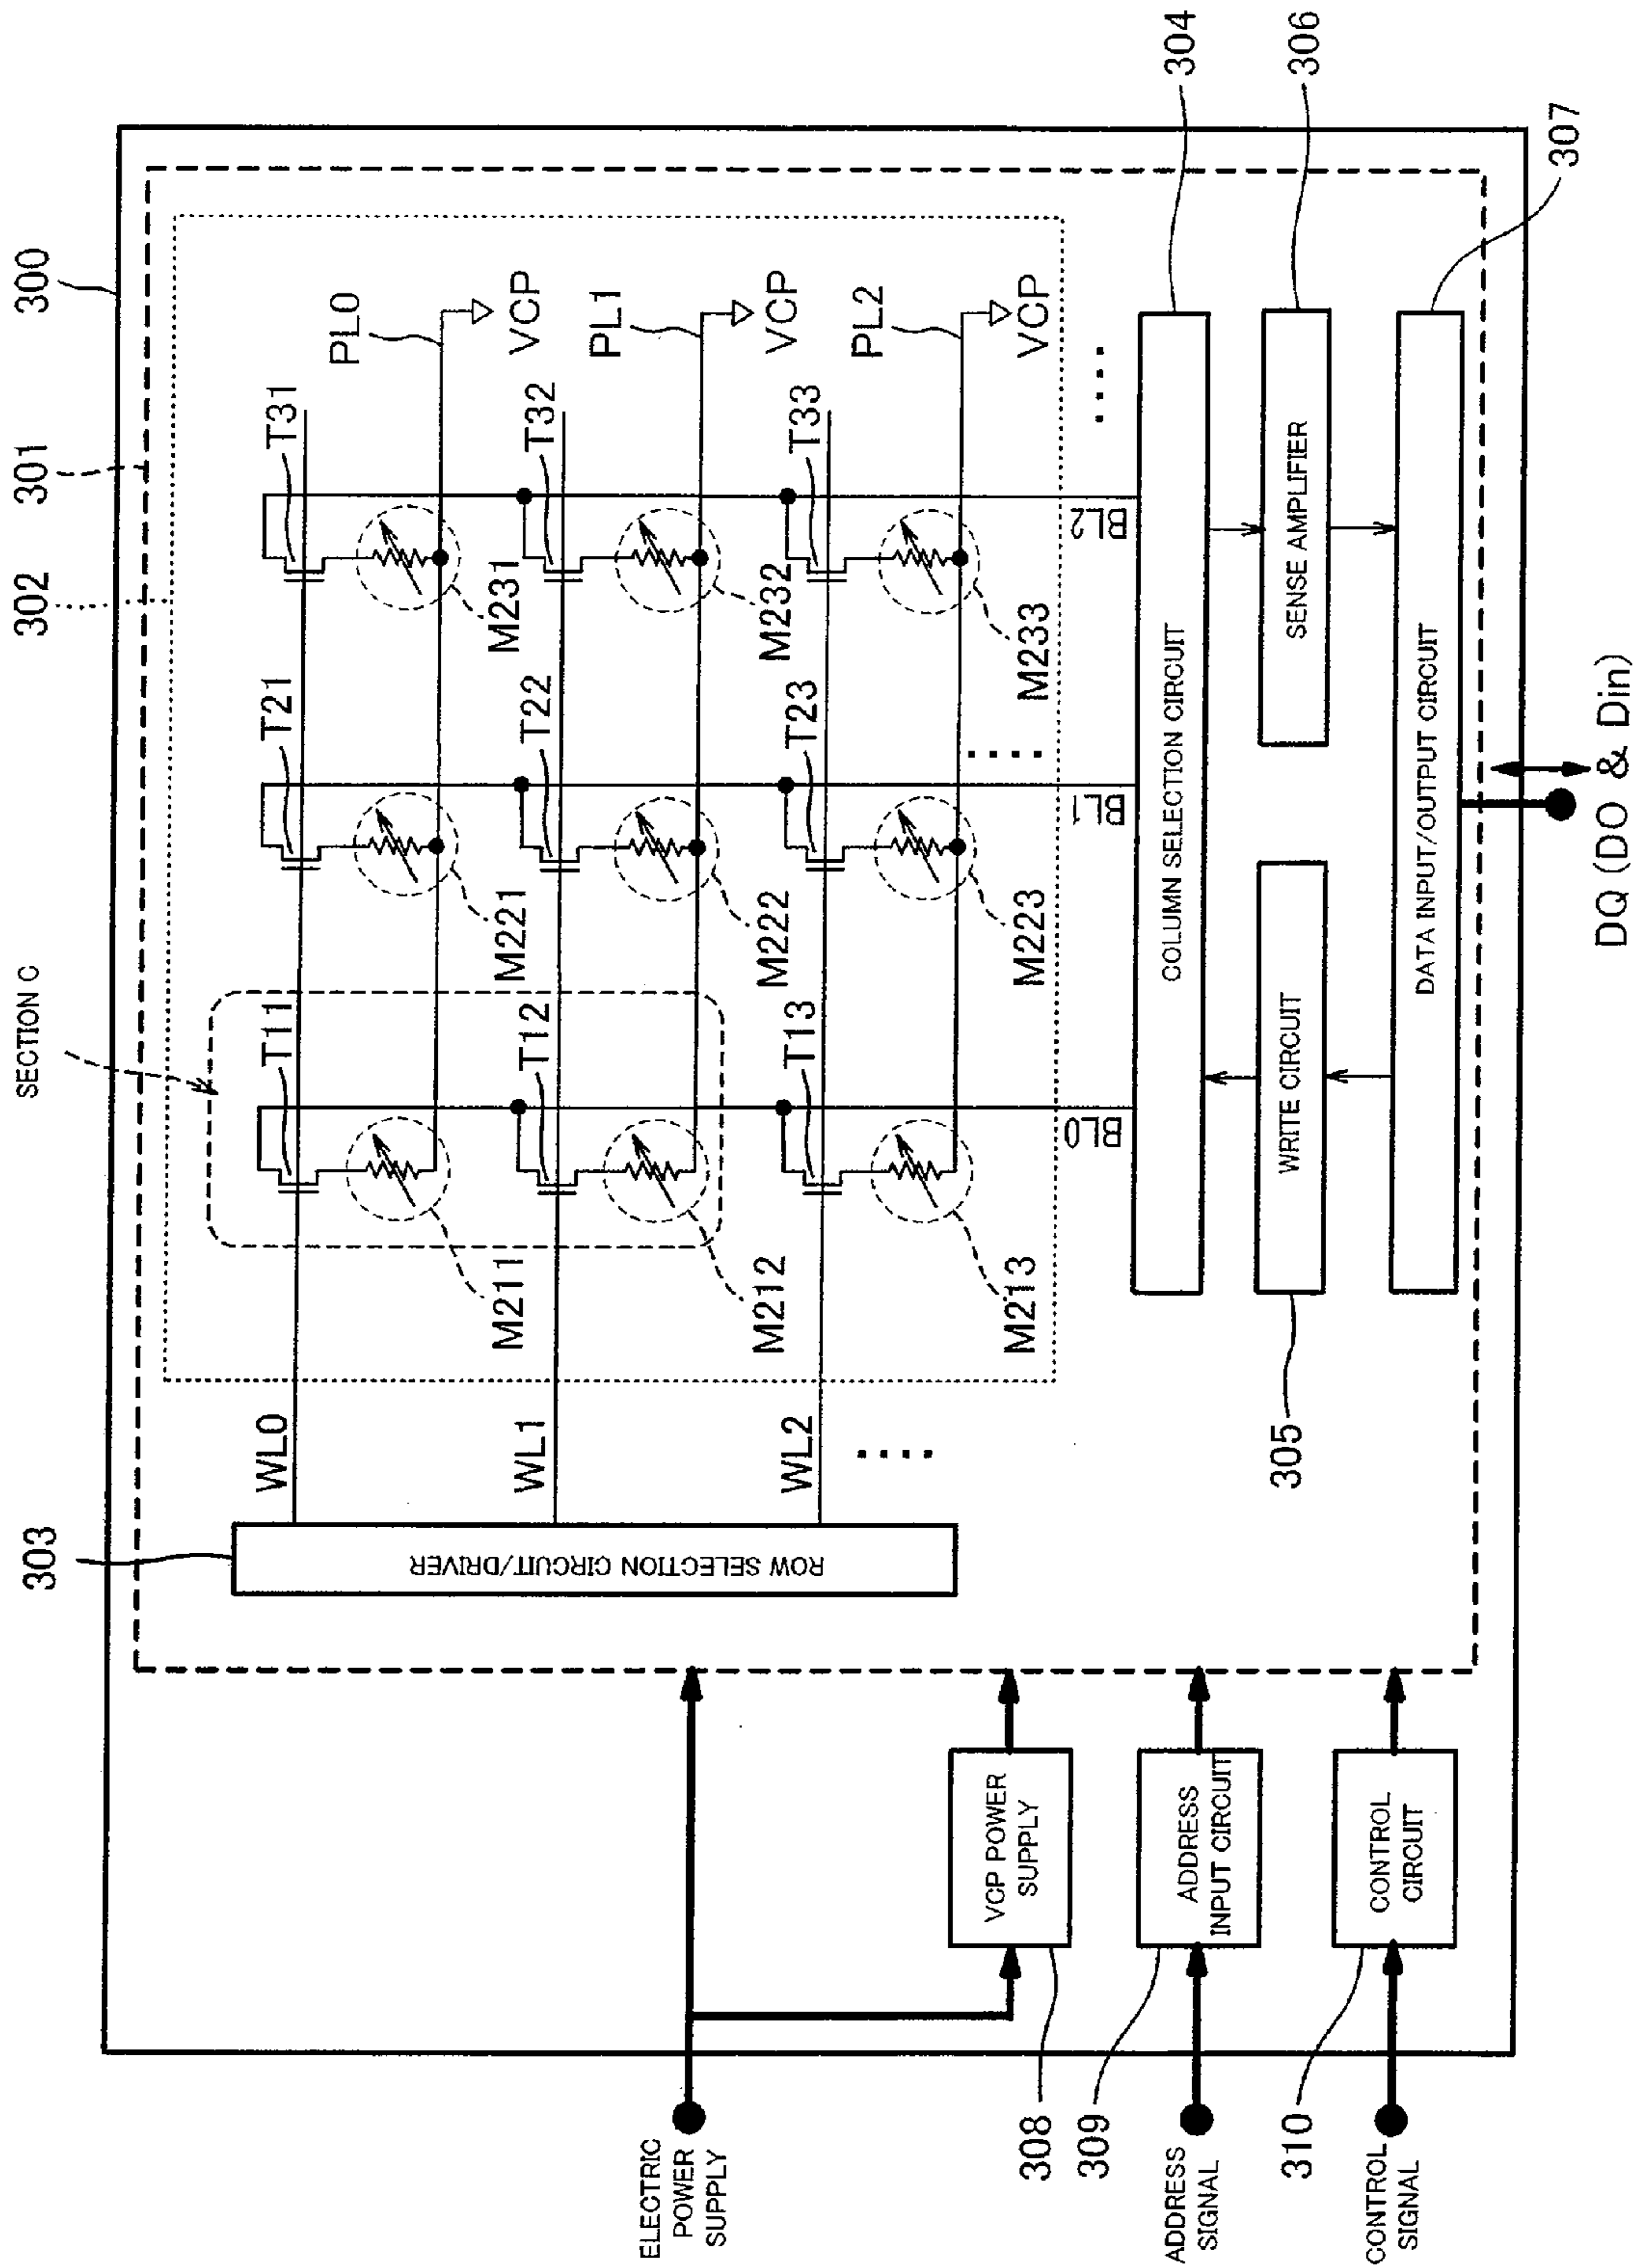 300
301
302
SECTION C
303
WL0
WL1
WL2
....
T11
T21
T31
PL0
VCP
M211
M221
M231
T12
T22
T32
PL1
VCP
M212
M222
M232
T13
T23
T33
PL2
VCP
M213
M223
M233
....
....
BL0
BL1
BL2
ROW SELECTION CIRCUIT/DRIVER
COLUMN SELECTION CIRCUIT
304
WRITE CIRCUIT
305
SENSE AMPLIFIER
306
DATA INPUT/OUTPUT CIRCUIT
307
DQ (DO & Din)
ELECTRIC
POWER
SUPPLY
VCP POWER
SUPPLY
308
ADDRESS
SIGNAL
ADDRESS
INPUT CIRCUIT
309
CONTROL
SIGNAL
CONTROL
CIRCUIT
310